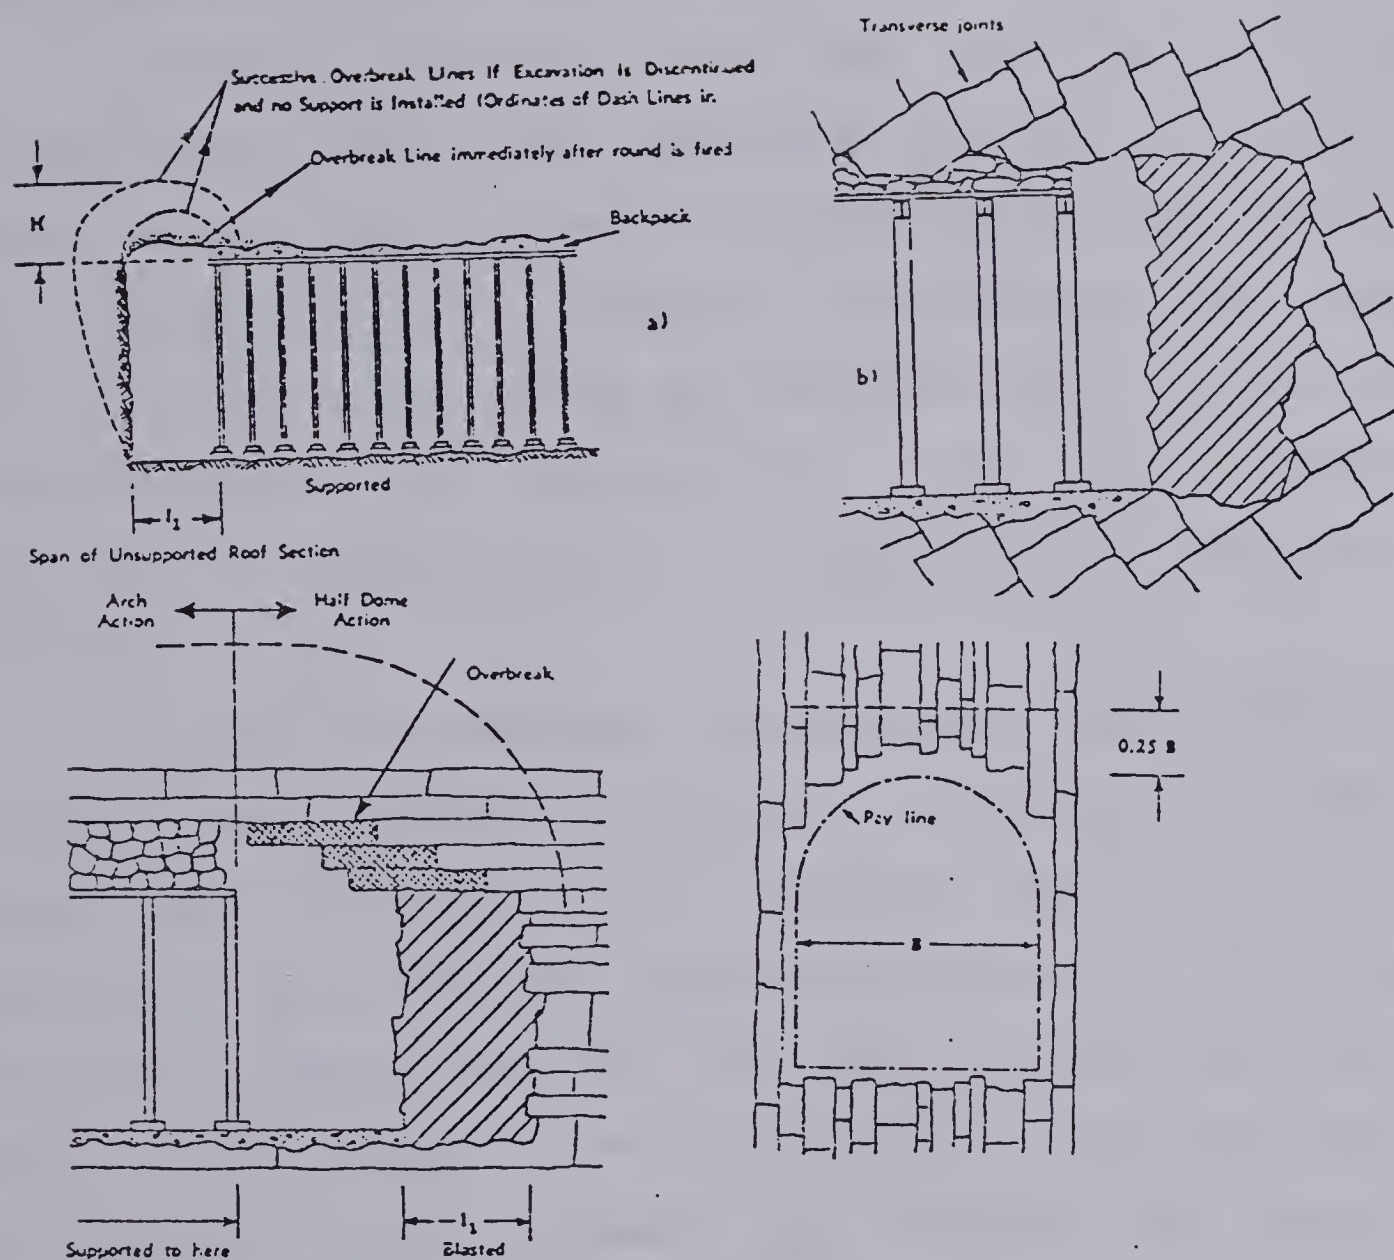 Transverse joints
Successive Overbreak Lines If Excavation Is Discontinued
and no Support is Installed (Ordinates of Dash Lines in
Overbreak Line immediately after round is fired
H
Backpack
a)
b)
Supported
l₁
Span of Unsupported Roof Section
Arch
Action
Half Dome
Action
Overbreak
0.25 B
Pay line
B
l₁
Supported to here
Blasted